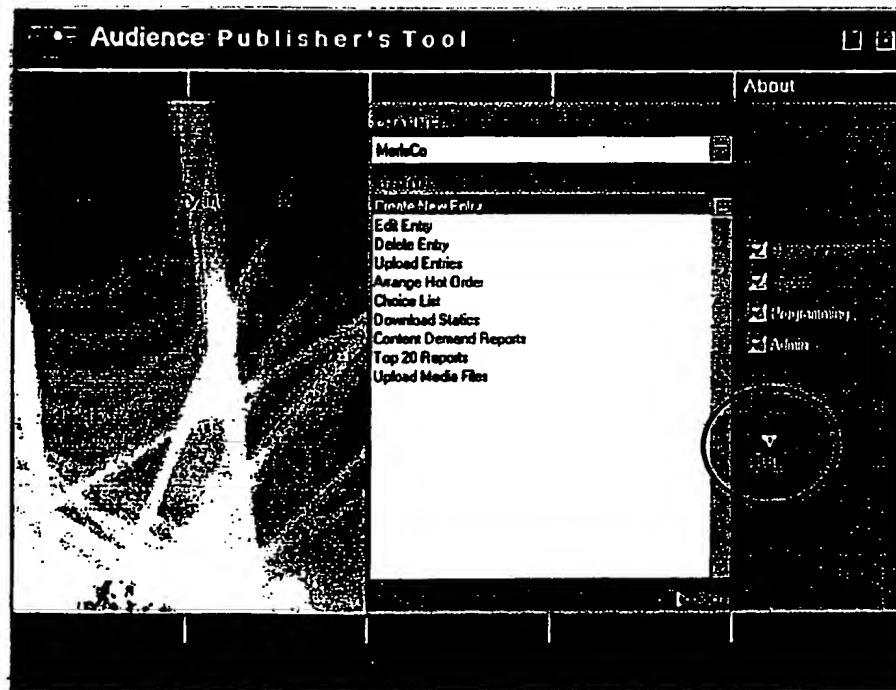 Audience Publisher's Tool
About
MerleCo
Create New Entry
Edit Entry
Delete Entry
Upload Entries
Arrange Hot Order
Choice List
Download Statics
Content Demand Reports
Top 20 Reports
Upload Media Files
Programming
Admin